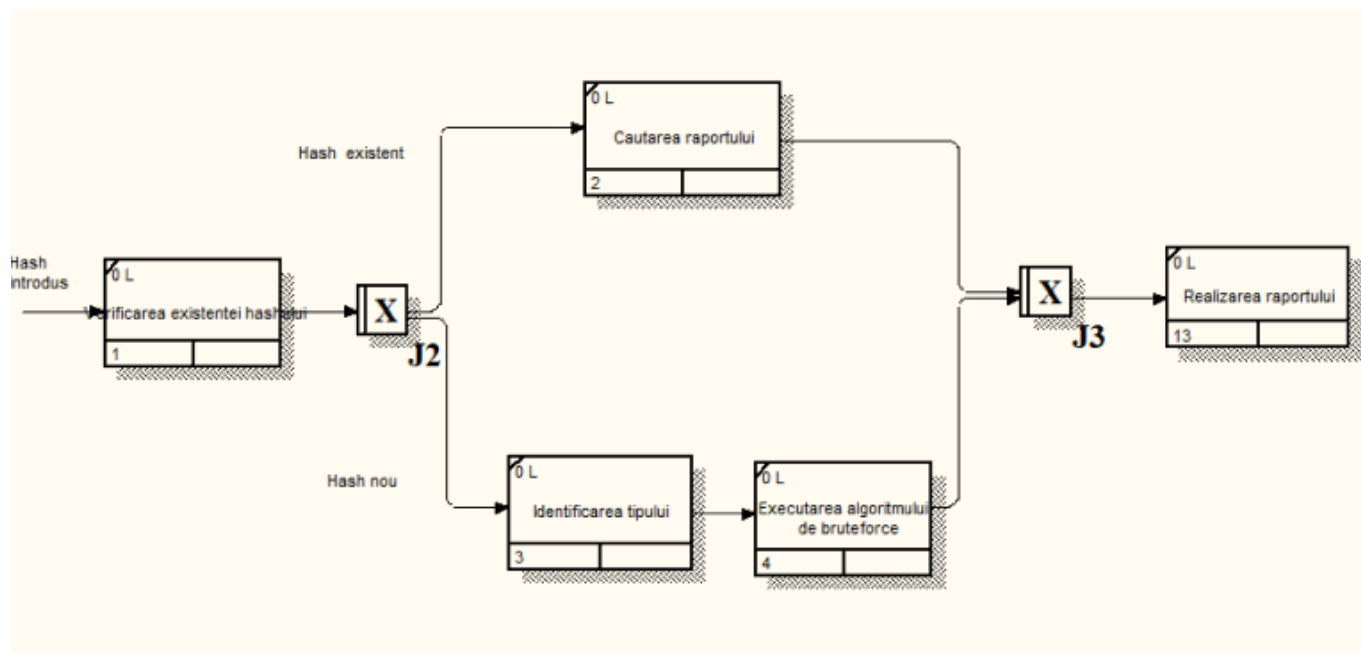 0 L
Cautarea raportului
2
Hash existent
Hash
introdus
0 L
Verificarea existentei hashului
1
X
J2
X
J3
0 L
Realizarea raportului
13
Hash nou
0 L
Identificarea tipului
3
0 L
Executarea algoritmului
de bruteforce
4